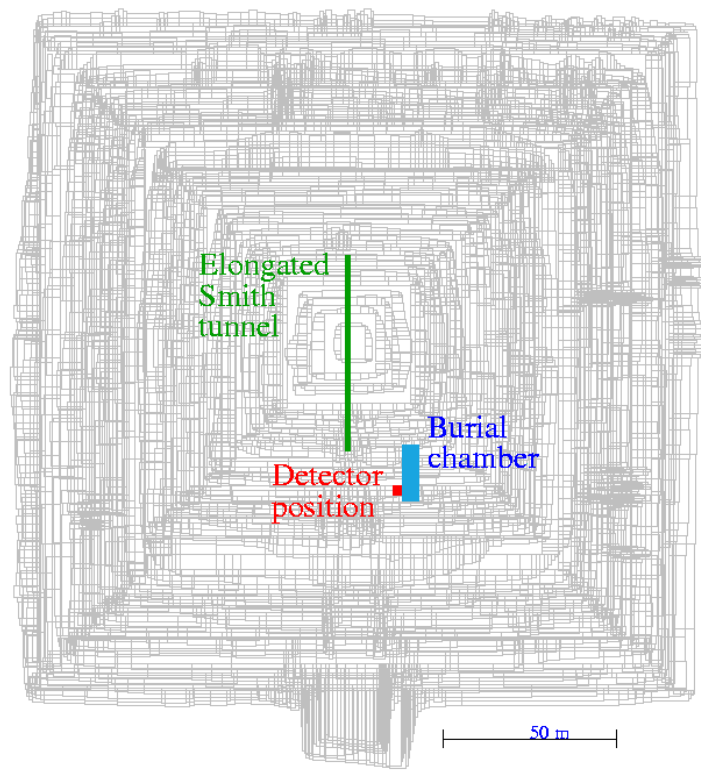 Elongated
Smith
tunnel
Burial
chamber
Detector
position
50 m